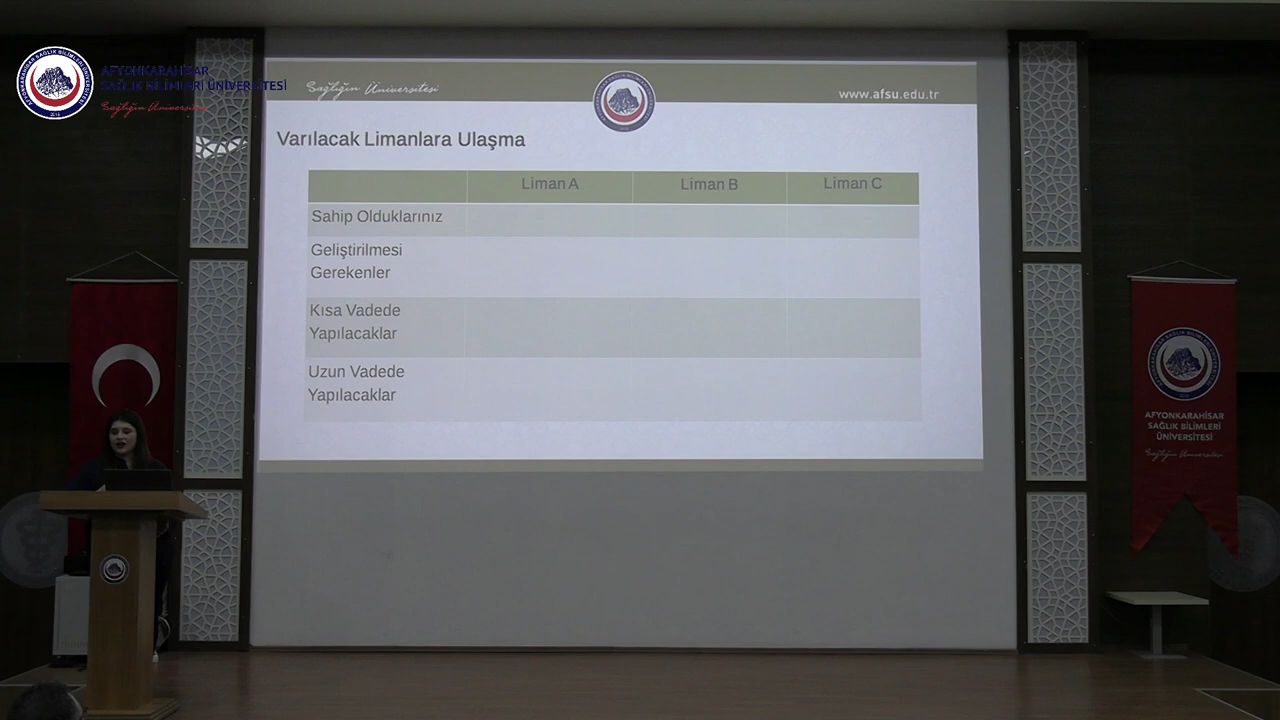 AFYONKARAHİSAR
SAĞLIK BİLİMLERİ ÜNİVERSİTESİ
Sağlığın Üniversitesi
Sağlığın Üniversitesi
www.afsu.edu.tr
Varılacak Limanlara Ulaşma
Liman A Liman B Liman C
Sahip Olduklarınız
Geliştirilmesi
Gerekenler
Kısa Vadede
Yapılacaklar
Uzun Vadede
Yapılacaklar
AFYONKARAHİSAR
SAĞLIK BİLİMLERİ
ÜNİVERSİTESİ
Sağlığın Üniversitesi